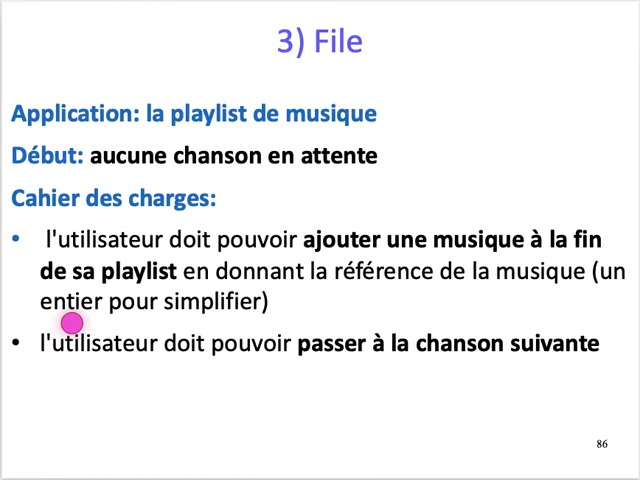 3) File
Application: la playlist de musique
Début: aucune chanson en attente
Cahier des charges:
• l'utilisateur doit pouvoir ajouter une musique à la fin
de sa playlist en donnant la référence de la musique (un
entier pour simplifier)
• l'utilisateur doit pouvoir passer à la chanson suivante
86